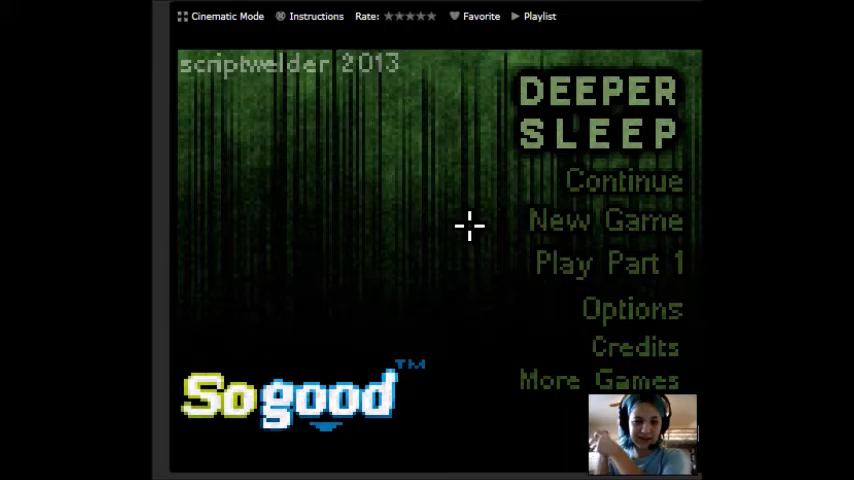 Cinematic Mode Instructions Rate: Favorite Playlist
scriptwelder 2013
DEEPER
SLEEP
Continue
New Game
Play Part 1
Options
Credits
More Games
Sogood™